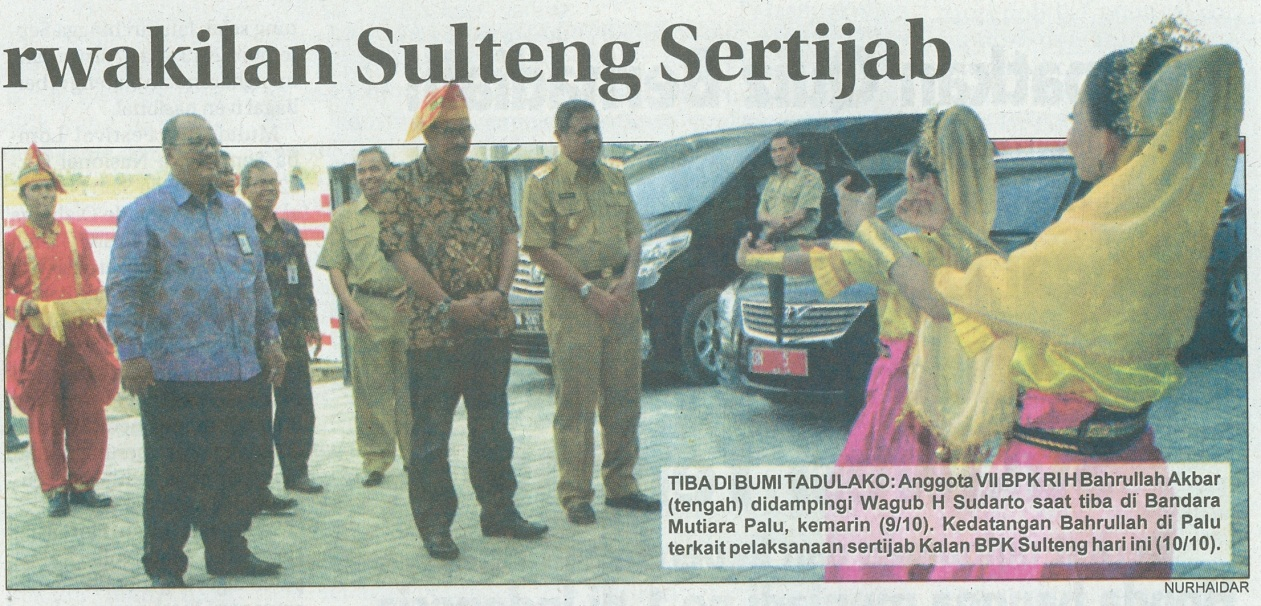 rwakilan Sulteng Sertijab
TIBA DI BUMI TADULAKO: Anggota VII BPK RI H Bahrullah Akbar
(tengah) didampingi Wagub H Sudarto saat tiba di Bandara
Mutiara Palu, kemarin (9/10). Kedatangan Bahrullah di Palu
terkait pelaksanaan sertijab Kalan BPK Sulteng hari ini (10/10).
NURHAIDAR